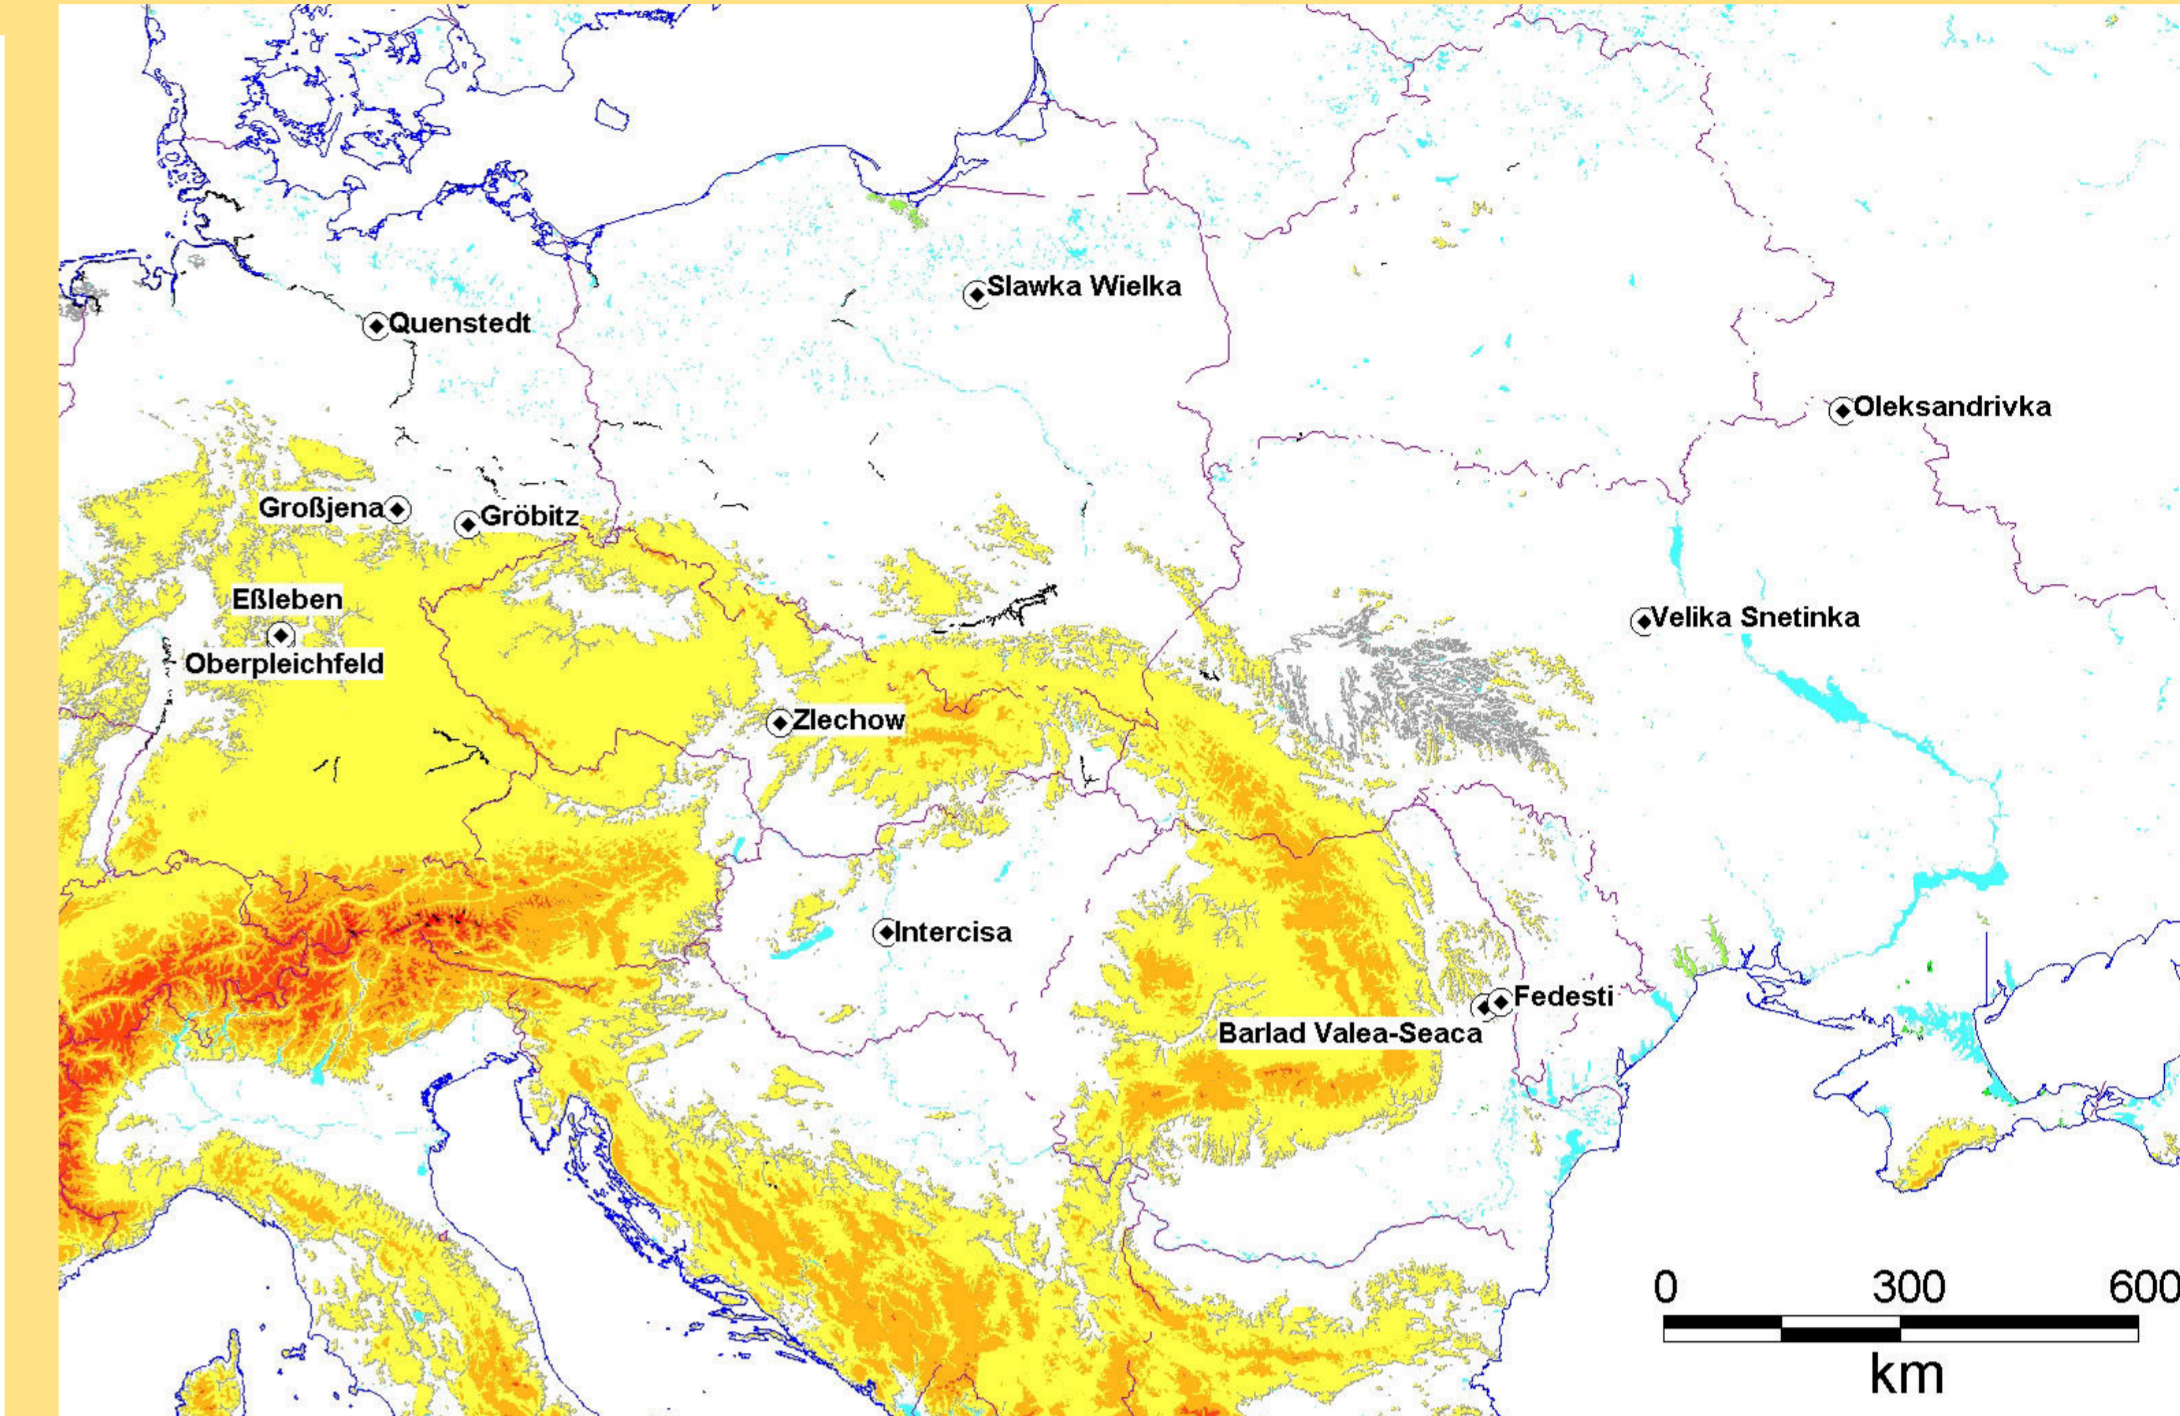 Slawka Wielka
Quenstedt
Oleksandrivka
Großjena
Gröbitz
Eßleben
Velika Snetinka
Oberpleichfeld
Zlechow
Intercisa
Fedesti
Barlad Valea-Seaca
0 300 600
km